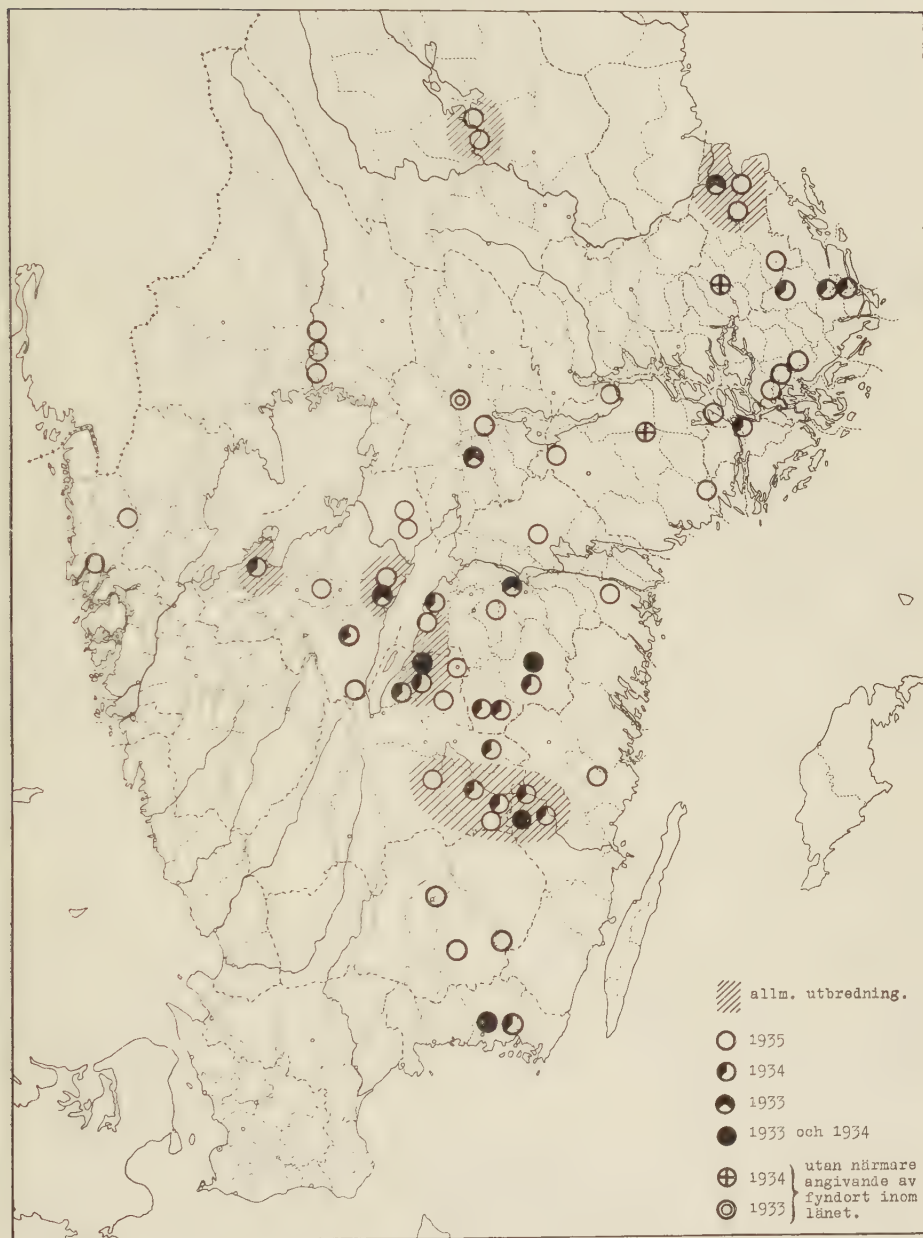 allm. utbredning.
1935
1934
1933
1933 och 1934
1934
1933
utan närmare
angivande av
fyndort inom
länet.